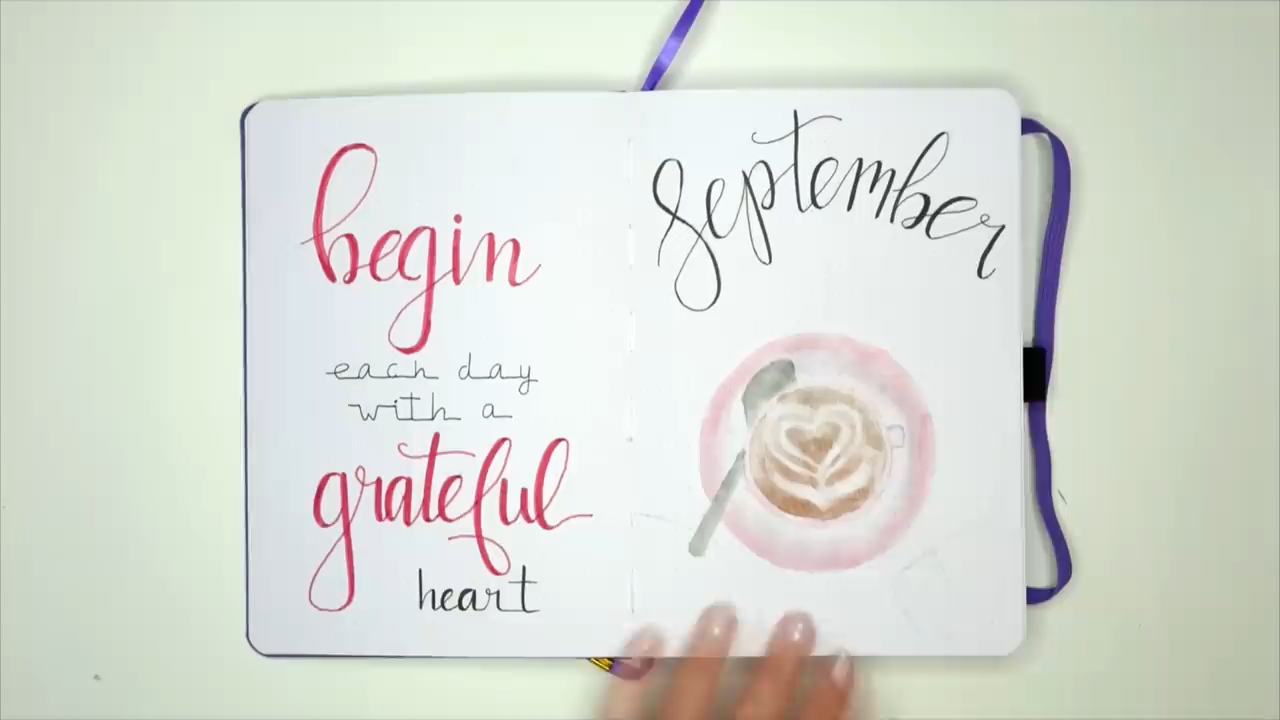 begin
each day
with a
grateful
heart
September